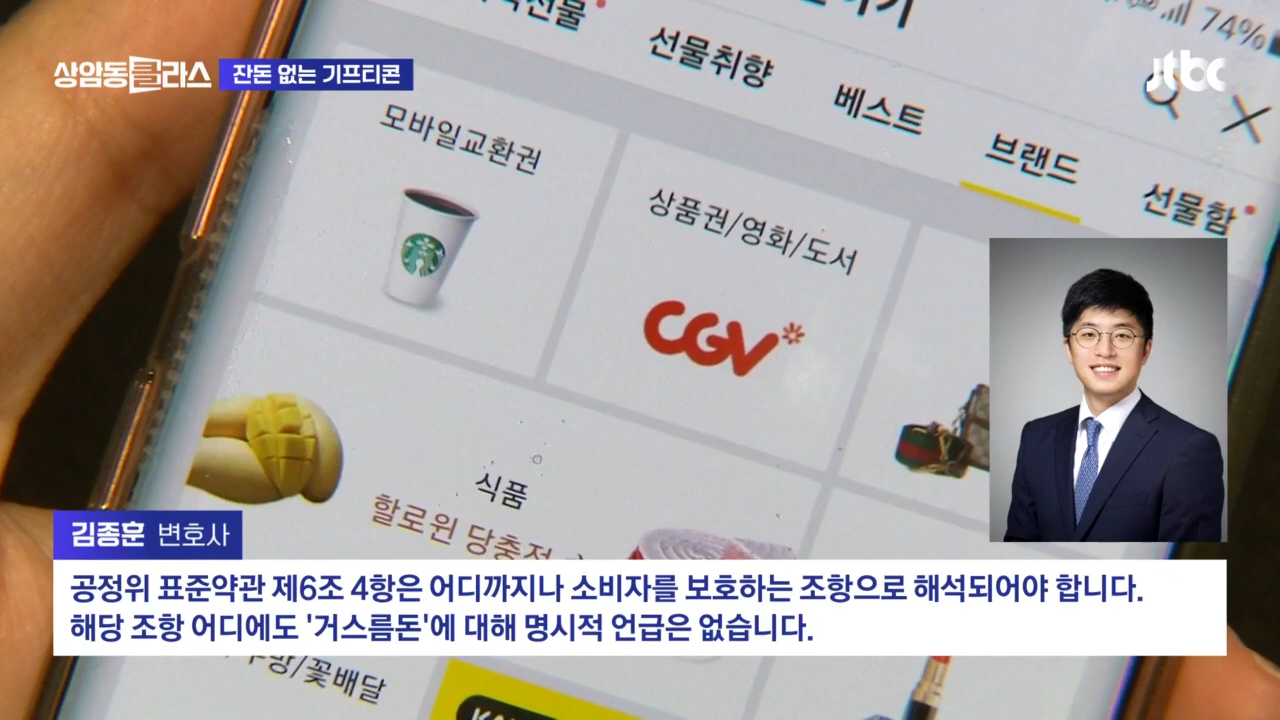 74%
상암동클라스
잔돈 없는 기프티콘
jtbc
선물취향
베스트
브랜드
선물함
모바일교환권
상품권/영화/도서
CGV
식품
할로윈 당충전
김종훈 변호사
공정위 표준약관 제6조 4항은 어디까지나 소비자를 보호하는 조항으로 해석되어야 합니다.
해당 조항 어디에도 '거스름돈'에 대해 명시적 언급은 없습니다.
/꽃배달